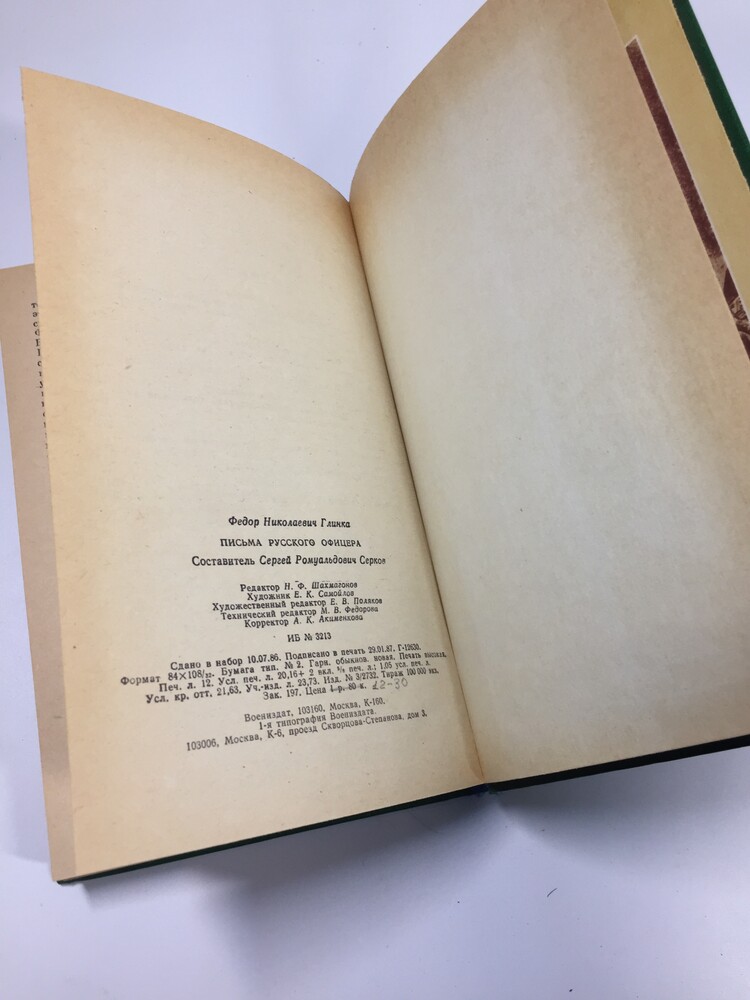 Федор Николаевич Глинка
ПИСЬМА РУССКОГО ОФИЦЕРА
Составитель Сергей Ромуальдович Серков
Редактор Н. Ф. Шахмагонов
Художник Е. К. Самойлов
Художественный редактор Е. В. Поляков
Технический редактор М. В. Федорова
Корректор А. К. Акименкова
ИБ № 3213
Сдано в набор 10.07.86. Подписано в печать 29.01.87. Г-12630.
Формат 84×108/32. Бумага тип. № 2. Гарн. обыкнов. новая. Печать высокая.
Печ. л. 12. Усл. печ. л. 20,16+2 вкл. ⁵/₈ печ. л.; 1,05 усл. печ. л.
Усл. кр. отт. 21,63. Уч.-изд. л. 23,73. Изд. № 3/2732. Тираж 100 000 экз.
Зак. 197. Цена 1 р. 80 к. 12-30
Воениздат, 103160, Москва, К-160.
1-я типография Воениздата.
103006, Москва, К-6, проезд Скворцова-Степанова, дом 3.